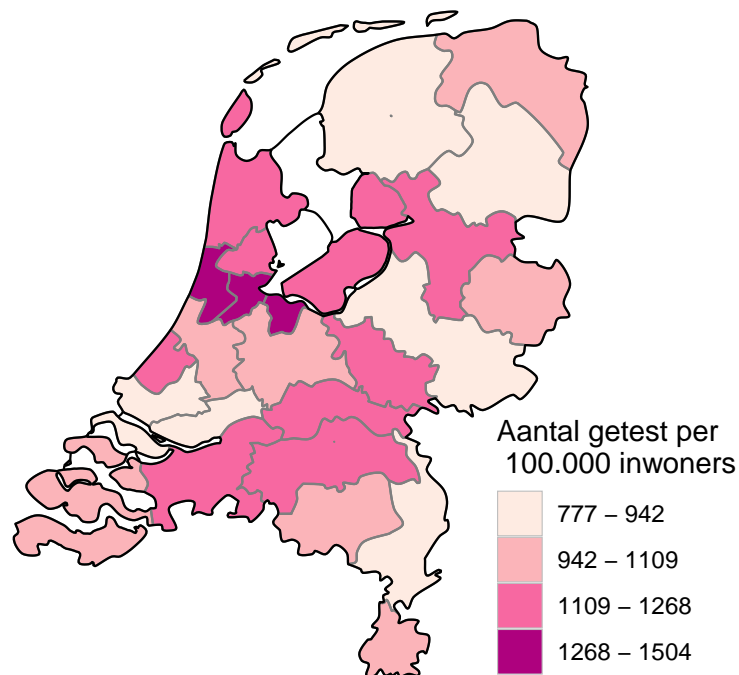 Aantal getest per
100.000 inwoners
777 – 942
942 – 1109
1109 – 1268
1268 – 1504